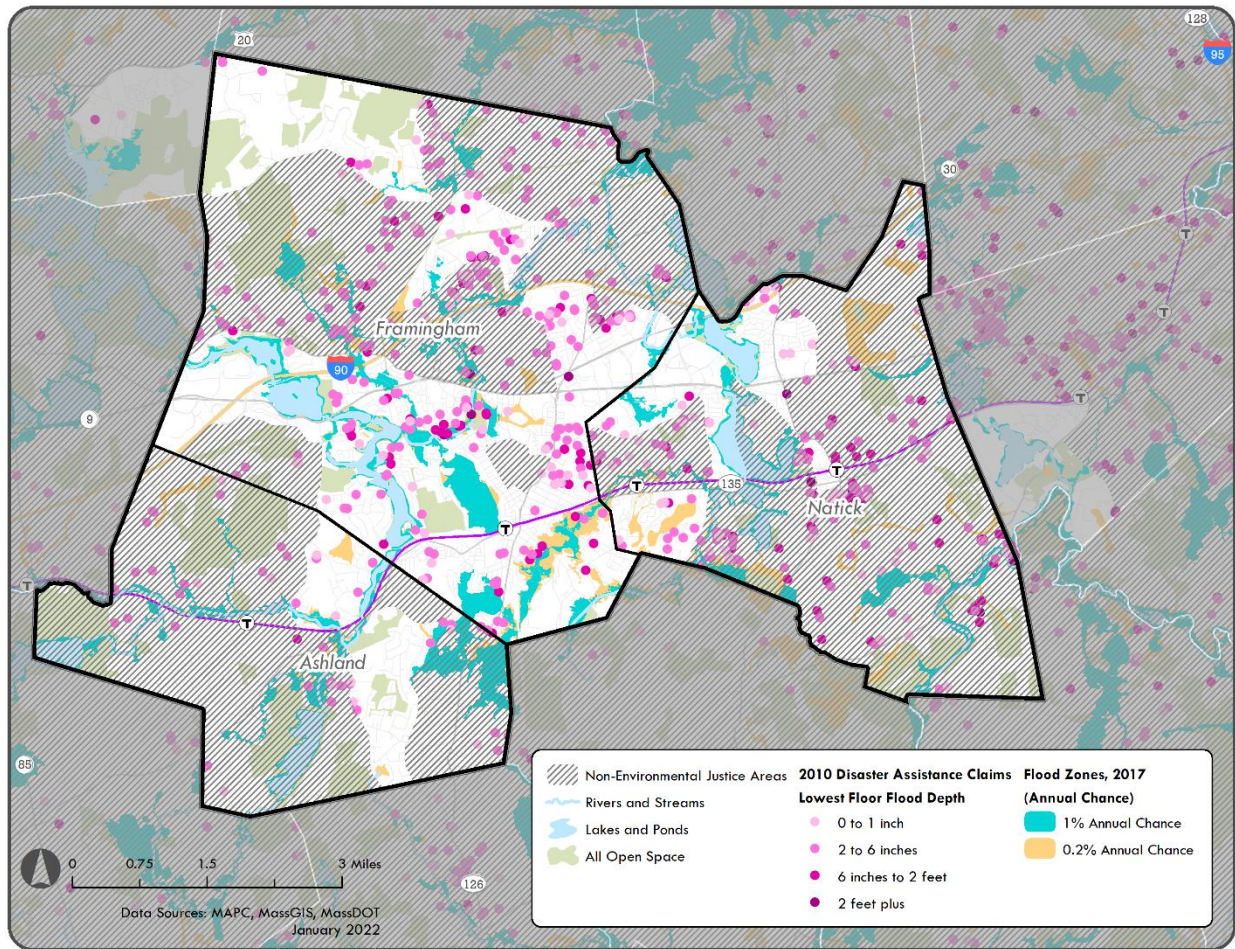 128
20
95
30
Framingham
90
9
T
T
T
T
135
T
Natick
T
T
T
Ashland
85
126
0 0.75 1.5 3 Miles
Data Sources: MAPC, MassGIS, MassDOT
January 2022
Non-Environmental Justice Areas
Rivers and Streams
Lakes and Ponds
All Open Space
2010 Disaster Assistance Claims
Lowest Floor Flood Depth
0 to 1 inch
2 to 6 inches
6 inches to 2 feet
2 feet plus
Flood Zones, 2017
(Annual Chance)
1% Annual Chance
0.2% Annual Chance